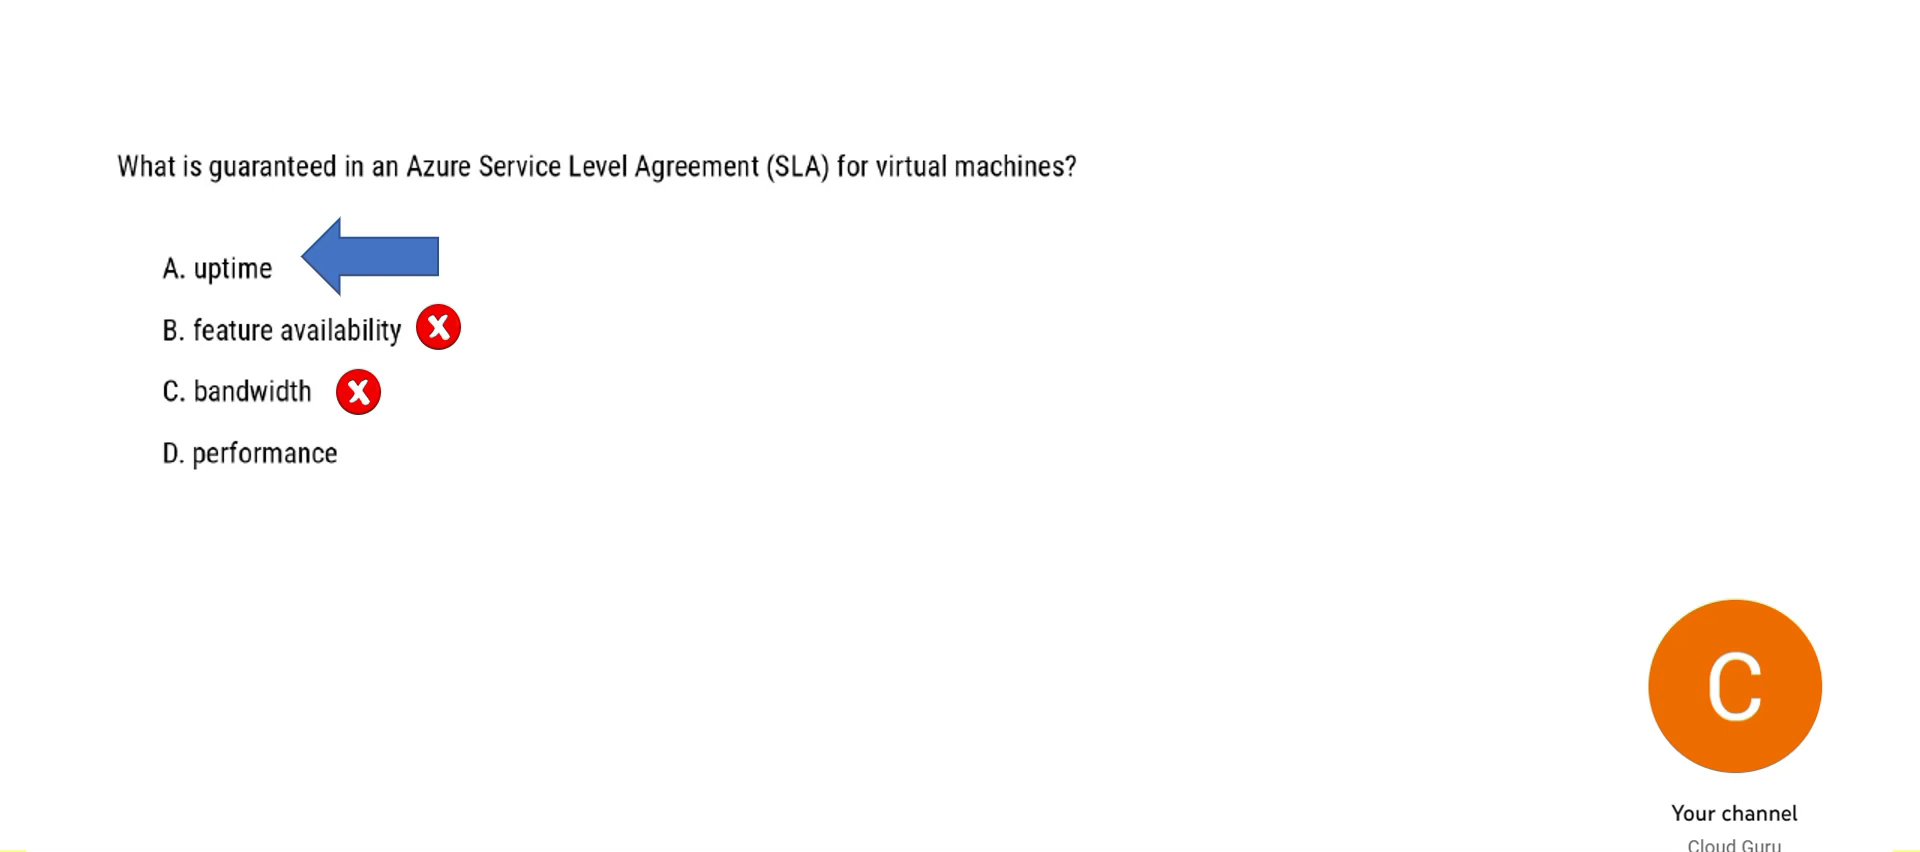 What is guaranteed in an Azure Service Level Agreement (SLA) for virtual machines?
A. uptime
B. feature availability
C. bandwidth
D. performance
C
Your channel
Cloud Guru